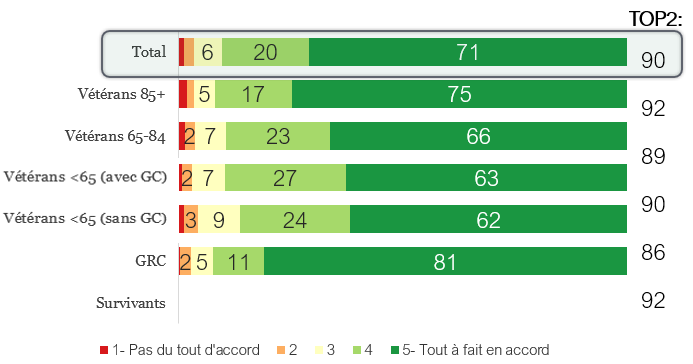 TOP2:
Total 6 20 71 90
Vétérans 85+ 5 17 75 92
Vétérans 65-84 2 7 23 66 89
Vétérans <65 (avec GC) 2 7 27 63 90
Vétérans <65 (sans GC) 3 9 24 62 86
GRC 2 5 11 81 92
Survivants
1- Pas du tout d'accord 2 3 4 5- Tout à fait en accord